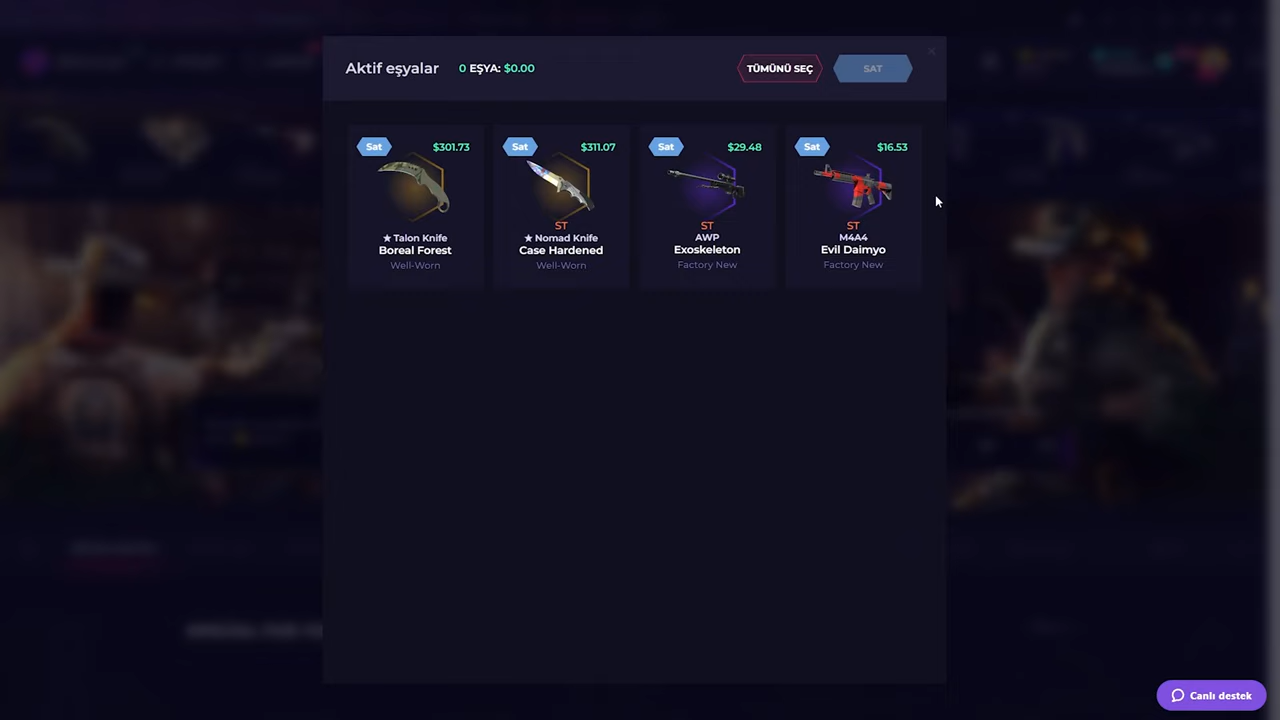 Aktif eşyalar
0 EŞYA: $0.00
TÜMÜNÜ SEÇ
SAT
Sat
$301.73
★ Talon Knife
Boreal Forest
Well-Worn
Sat
$311.07
ST
★ Nomad Knife
Case Hardened
Well-Worn
Sat
$29.48
ST
AWP
Exoskeleton
Factory New
Sat
$16.53
ST
M4A4
Evil Daimyo
Factory New
Canlı destek